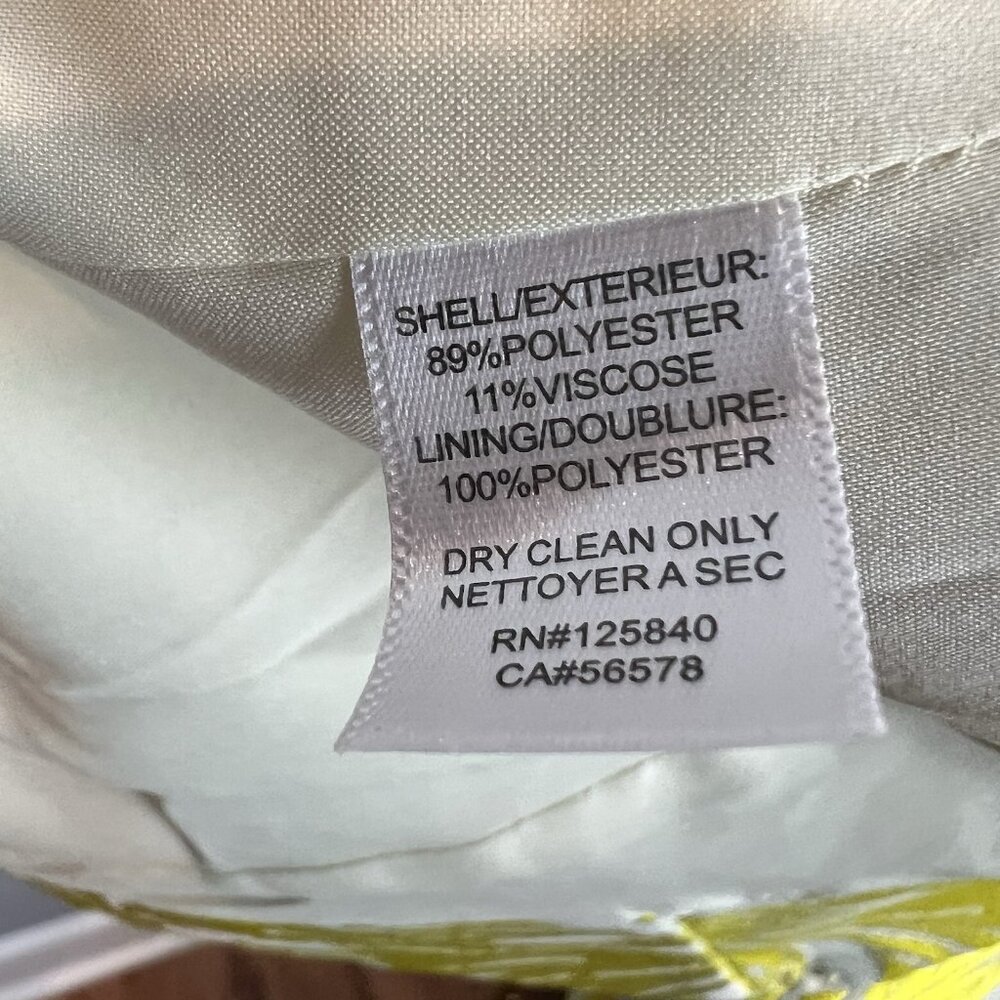 SHELL/EXTERIEUR:
89%POLYESTER
11%VISCOSE
LINING/DOUBLURE:
100%POLYESTER
DRY CLEAN ONLY
NETTOYER A SEC
RN#125840
CA#56578